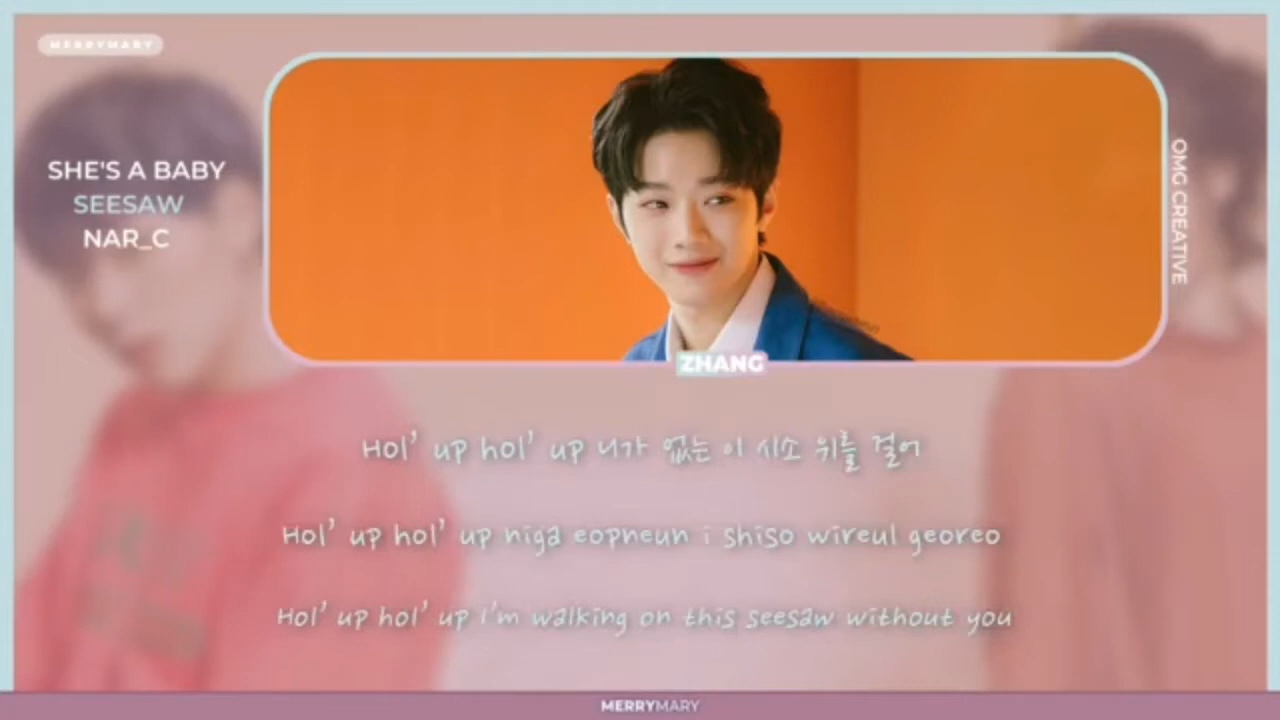 MERRYMARY
SHE'S A BABY
SEESAW
NAR_C
OMG CREATIVE
ZHANG
Hol' up hol' up 니가 없는 이 시소 위를 걸어
Hol' up hol' up niga eopneun i shiso wireul georeo
Hol' up hol' up I'm walking on this seesaw without you
MERRYMARY